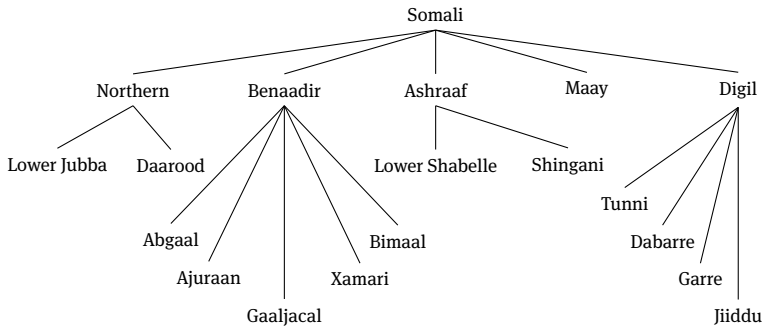 Somali
Northern
Benaadir
Ashraaf
Maay
Digil
Lower Jubba
Daarood
Lower Shabelle
Shingani
Tunni
Abgaal
Bimaal
Dabarre
Ajuraan
Xamari
Garre
Gaaljacal
Jiiddu